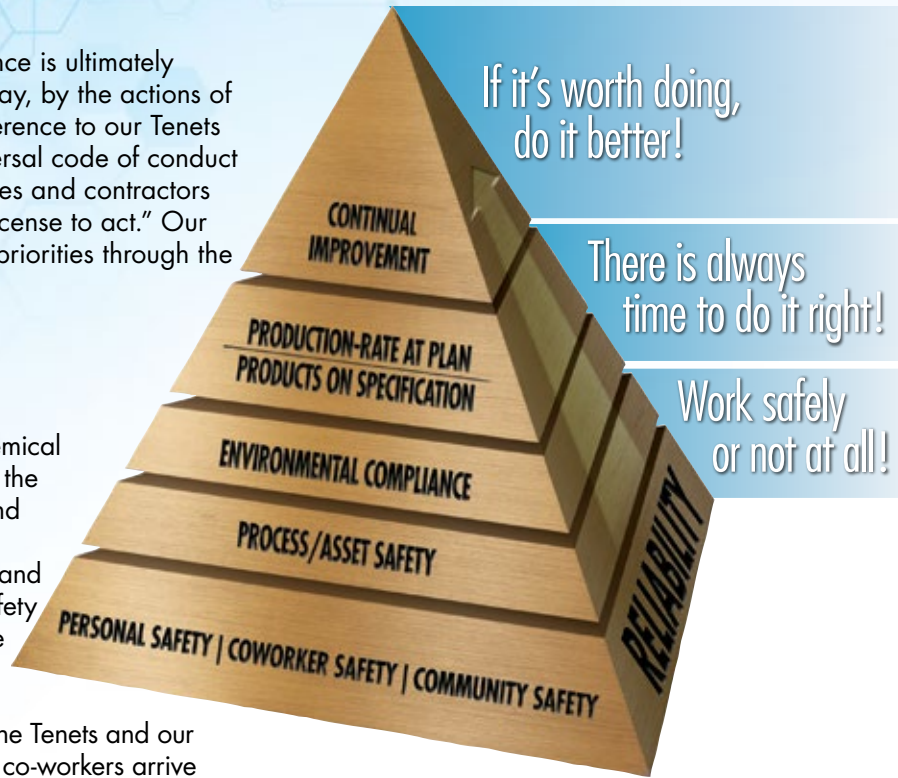 nce is ultimately
ay, by the actions of
erence to our Tenets
ersal code of conduct
es and contractors
cense to act.” Our
priorities through the
emical
the
nd
and
fety
e
he Tenets and our
co-workers arrive
CONTINUAL
IMPROVEMENT
PRODUCTION-RATE AT PLAN
PRODUCTS ON SPECIFICATION
ENVIRONMENTAL COMPLIANCE
PROCESS/ASSET SAFETY
PERSONAL SAFETY | COWORKER SAFETY | COMMUNITY SAFETY
RELIABILITY
If it’s worth doing,
do it better!
There is always
time to do it right!
Work safely
or not at all!